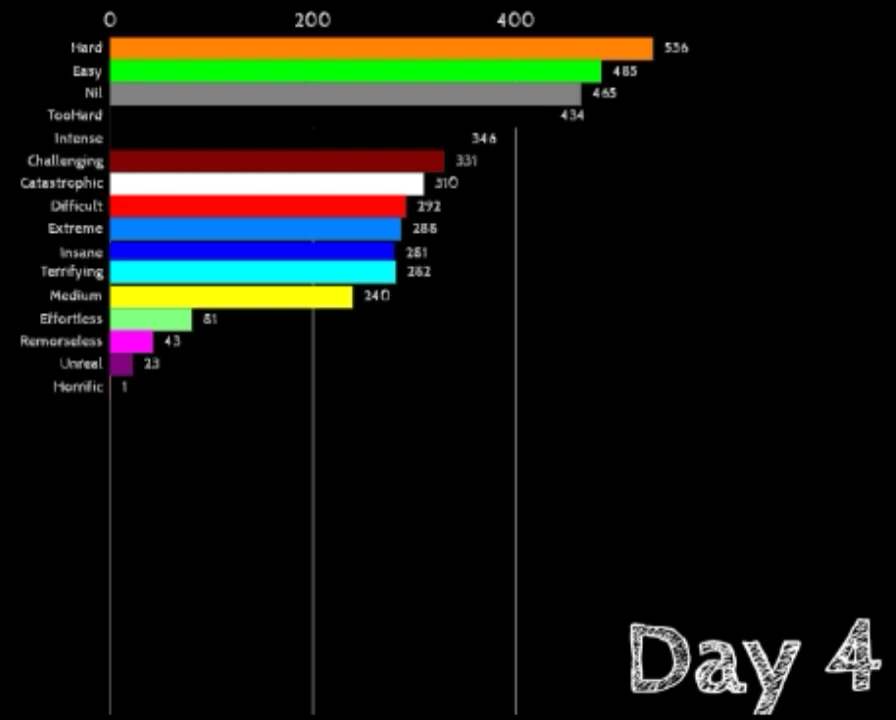 0 200 400
Hard 536
Easy 485
Nil 465
TooHard 434
Intense 346
Challenging 331
Catastrophic 310
Difficult 292
Extreme 288
Insane 281
Terrifying 282
Medium 240
Effortless 81
Remorseless 43
Unreal 23
Horrific 1
Day 4